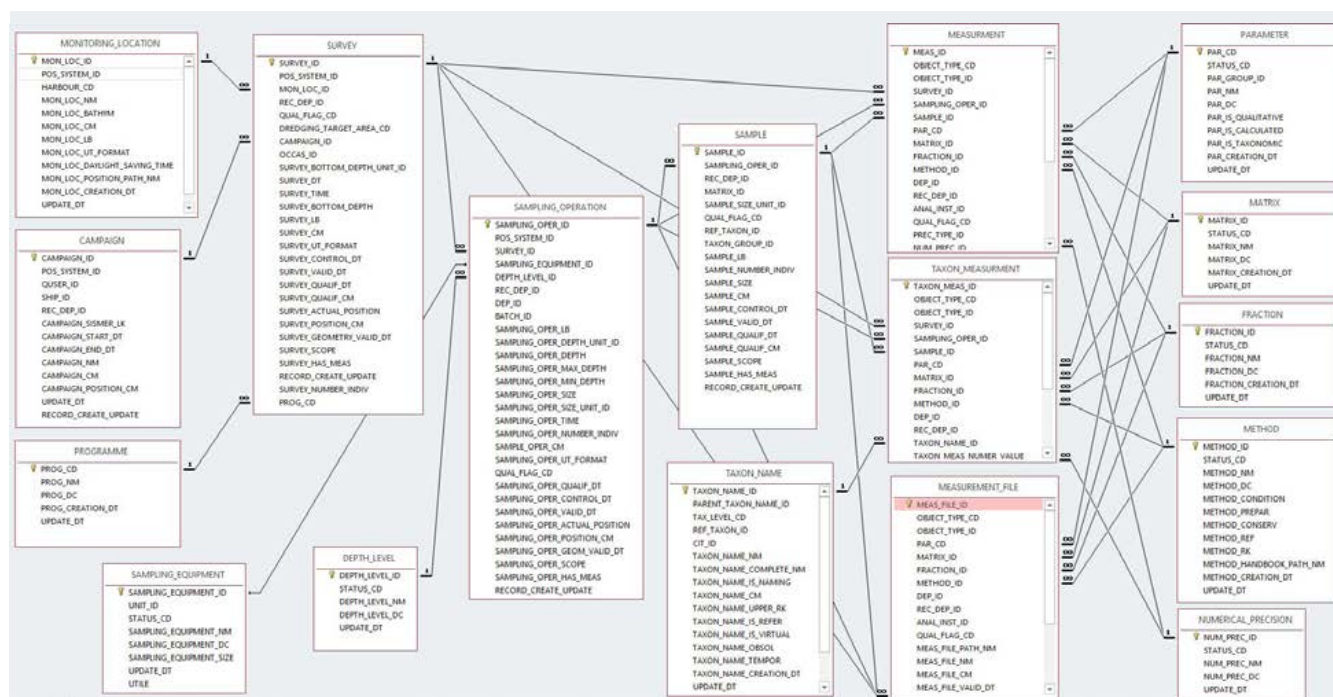 MONITORING_LOCATION
MON_LOC_ID
POS_SYSTEM_ID
HARBOUR_CD
MON_LOC_NM
MON_LOC_BATHYM
MON_LOC_CM
MON_LOC_LB
MON_LOC_UT_FORMAT
MON_LOC_DAYLIGHT_SAVING_TIME
MON_LOC_POSITION_PATH_NM
MON_LOC_CREATION_DT
UPDATE_DT
CAMPAIGN
CAMPAIGN_ID
POS_SYSTEM_ID
QUSER_ID
SHIP_ID
REC_DEP_ID
CAMPAIGN_SISMER_LK
CAMPAIGN_START_DT
CAMPAIGN_END_DT
CAMPAIGN_NM
CAMPAIGN_CM
CAMPAIGN_POSITION_CM
UPDATE_DT
RECORD_CREATE_UPDATE
PROGRAMME
PROG_CD
PROG_NM
PROG_DC
PROG_CREATION_DT
UPDATE_DT
SAMPLING_EQUIPMENT
SAMPLING_EQUIPMENT_ID
UNIT_ID
STATUS_CD
SAMPLING_EQUIPMENT_NM
SAMPLING_EQUIPMENT_DC
SAMPLING_EQUIPMENT_SIZE
UPDATE_DT
UTILE
SURVEY
SURVEY_ID
POS_SYSTEM_ID
MON_LOC_ID
REC_DEP_ID
QUAL_FLAG_CD
DREDGING_TARGET_AREA_CD
CAMPAIGN_ID
OCCAS_ID
SURVEY_BOTTOM_DEPTH_UNIT_ID
SURVEY_DT
SURVEY_TIME
SURVEY_BOTTOM_DEPTH
SURVEY_LB
SURVEY_CM
SURVEY_UT_FORMAT
SURVEY_CONTROL_DT
SURVEY_VALID_DT
SURVEY_QUALIF_DT
SURVEY_QUALIF_CM
SURVEY_ACTUAL_POSITION
SURVEY_POSITION_CM
SURVEY_GEOMETRY_VALID_DT
SURVEY_SCOPE
SURVEY_HAS_MEAS
RECORD_CREATE_UPDATE
SURVEY_NUMBER_INDIV
PROG_CD
DEPTH_LEVEL
DEPTH_LEVEL_ID
STATUS_CD
DEPTH_LEVEL_NM
DEPTH_LEVEL_DC
UPDATE_DT
SAMPLING_OPERATION
SAMPLING_OPER_ID
POS_SYSTEM_ID
SURVEY_ID
SAMPLING_EQUIPMENT_ID
DEPTH_LEVEL_ID
REC_DEP_ID
DEP_ID
BATCH_ID
SAMPLING_OPER_LB
SAMPLING_OPER_DEPTH_UNIT_ID
SAMPLING_OPER_DEPTH
SAMPLING_OPER_MAX_DEPTH
SAMPLING_OPER_MIN_DEPTH
SAMPLING_OPER_SIZE
SAMPLING_OPER_SIZE_UNIT_ID
SAMPLING_OPER_TIME
SAMPLING_OPER_NUMBER_INDIV
SAMPLE_OPER_CM
SAMPLING_OPER_UT_FORMAT
QUAL_FLAG_CD
SAMPLING_OPER_QUALIF_DT
SAMPLING_OPER_CONTROL_DT
SAMPLING_OPER_VALID_DT
SAMPLING_OPER_ACTUAL_POSITION
SAMPLING_OPER_POSITION_CM
SAMPLING_OPER_GEOM_VALID_DT
SAMPLING_OPER_SCOPE
SAMPLING_OPER_HAS_MEAS
RECORD_CREATE_UPDATE
SAMPLE
SAMPLE_ID
SAMPLING_OPER_ID
REC_DEP_ID
MATRIX_ID
SAMPLE_SIZE_UNIT_ID
QUAL_FLAG_CD
REF_TAXON_ID
TAXON_GROUP_ID
SAMPLE_LB
SAMPLE_NUMBER_INDIV
SAMPLE_SIZE
SAMPLE_CM
SAMPLE_CONTROL_DT
SAMPLE_VALID_DT
SAMPLE_QUALIF_DT
SAMPLE_QUALIF_CM
SAMPLE_SCOPE
SAMPLE_HAS_MEAS
RECORD_CREATE_UPDATE
TAXON_NAME
TAXON_NAME_ID
PARENT_TAXON_NAME_ID
TAX_LEVEL_CD
REF_TAXON_ID
CIT_ID
TAXON_NAME_NM
TAXON_NAME_COMPLETE_NM
TAXON_NAME_IS_NAMING
TAXON_NAME_CM
TAXON_NAME_UPPER_RK
TAXON_NAME_IS_REFER
TAXON_NAME_IS_VIRTUAL
TAXON_NAME_OBSOL
TAXON_NAME_TEMPOR
TAXON_NAME_CREATION_DT
UPDATE_DT
MEASURMENT
MEAS_ID
OBJECT_TYPE_CD
OBJECT_TYPE_ID
SURVEY_ID
SAMPLING_OPER_ID
SAMPLE_ID
PAR_CD
MATRIX_ID
FRACTION_ID
METHOD_ID
DEP_ID
REC_DEP_ID
ANAL_INST_ID
QUAL_FLAG_CD
PREC_TYPE_ID
NUM_PREC_ID
TAXON_MEASURMENT
TAXON_MEAS_ID
OBJECT_TYPE_CD
OBJECT_TYPE_ID
SURVEY_ID
SAMPLING_OPER_ID
SAMPLE_ID
PAR_CD
MATRIX_ID
FRACTION_ID
METHOD_ID
DEP_ID
REC_DEP_ID
TAXON_NAME_ID
TAXON_MEAS_NUMER_VALUE
MEASUREMENT_FILE
MEAS_FILE_ID
OBJECT_TYPE_CD
PAR_CD
MATRIX_ID
FRACTION_ID
METHOD_ID
DEP_ID
REC_DEP_ID
ANAL_INST_ID
QUAL_FLAG_CD
MEAS_FILE_PATH_NM
MEAS_FILE_NM
MEAS_FILE_CM
MEAS_FILE_VALID_DT
PARAMETER
PAR_CD
STATUS_CD
PAR_GROUP_ID
PAR_NM
PAR_DC
PAR_IS_QUALITATIVE
PAR_IS_CALCULATED
PAR_IS_TAXONOMIC
PAR_CREATION_DT
UPDATE_DT
MATRIX
MATRIX_ID
STATUS_CD
MATRIX_NM
MATRIX_DC
MATRIX_CREATION_DT
UPDATE_DT
FRACTION
FRACTION_ID
STATUS_CD
FRACTION_NM
FRACTION_DC
FRACTION_CREATION_DT
UPDATE_DT
METHOD
METHOD_ID
STATUS_CD
METHOD_NM
METHOD_DC
METHOD_CONDITION
METHOD_PREPAR
METHOD_CONSERV
METHOD_REF
METHOD_RK
METHOD_HANDBOOK_PATH_NM
METHOD_CREATION_DT
UPDATE_DT
NUMERICAL_PRECISION
NUM_PREC_ID
STATUS_CD
NUM_PREC_NM
NUM_PREC_DC
UPDATE_DT